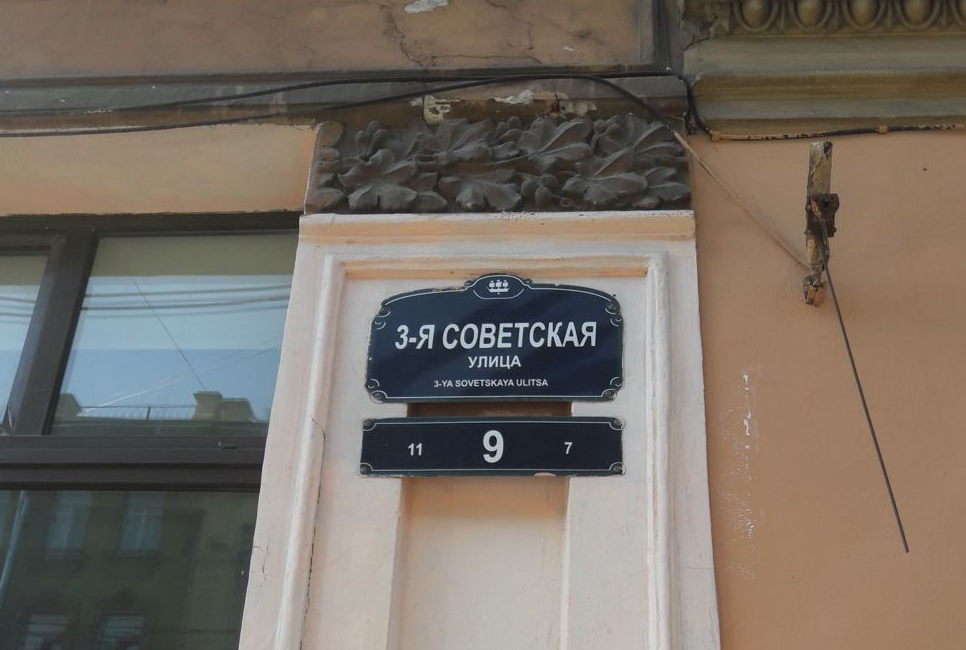 3-Я СОВЕТСКАЯ
УЛИЦА
3-YA SOVETSKAYA ULITSA
11 9 7